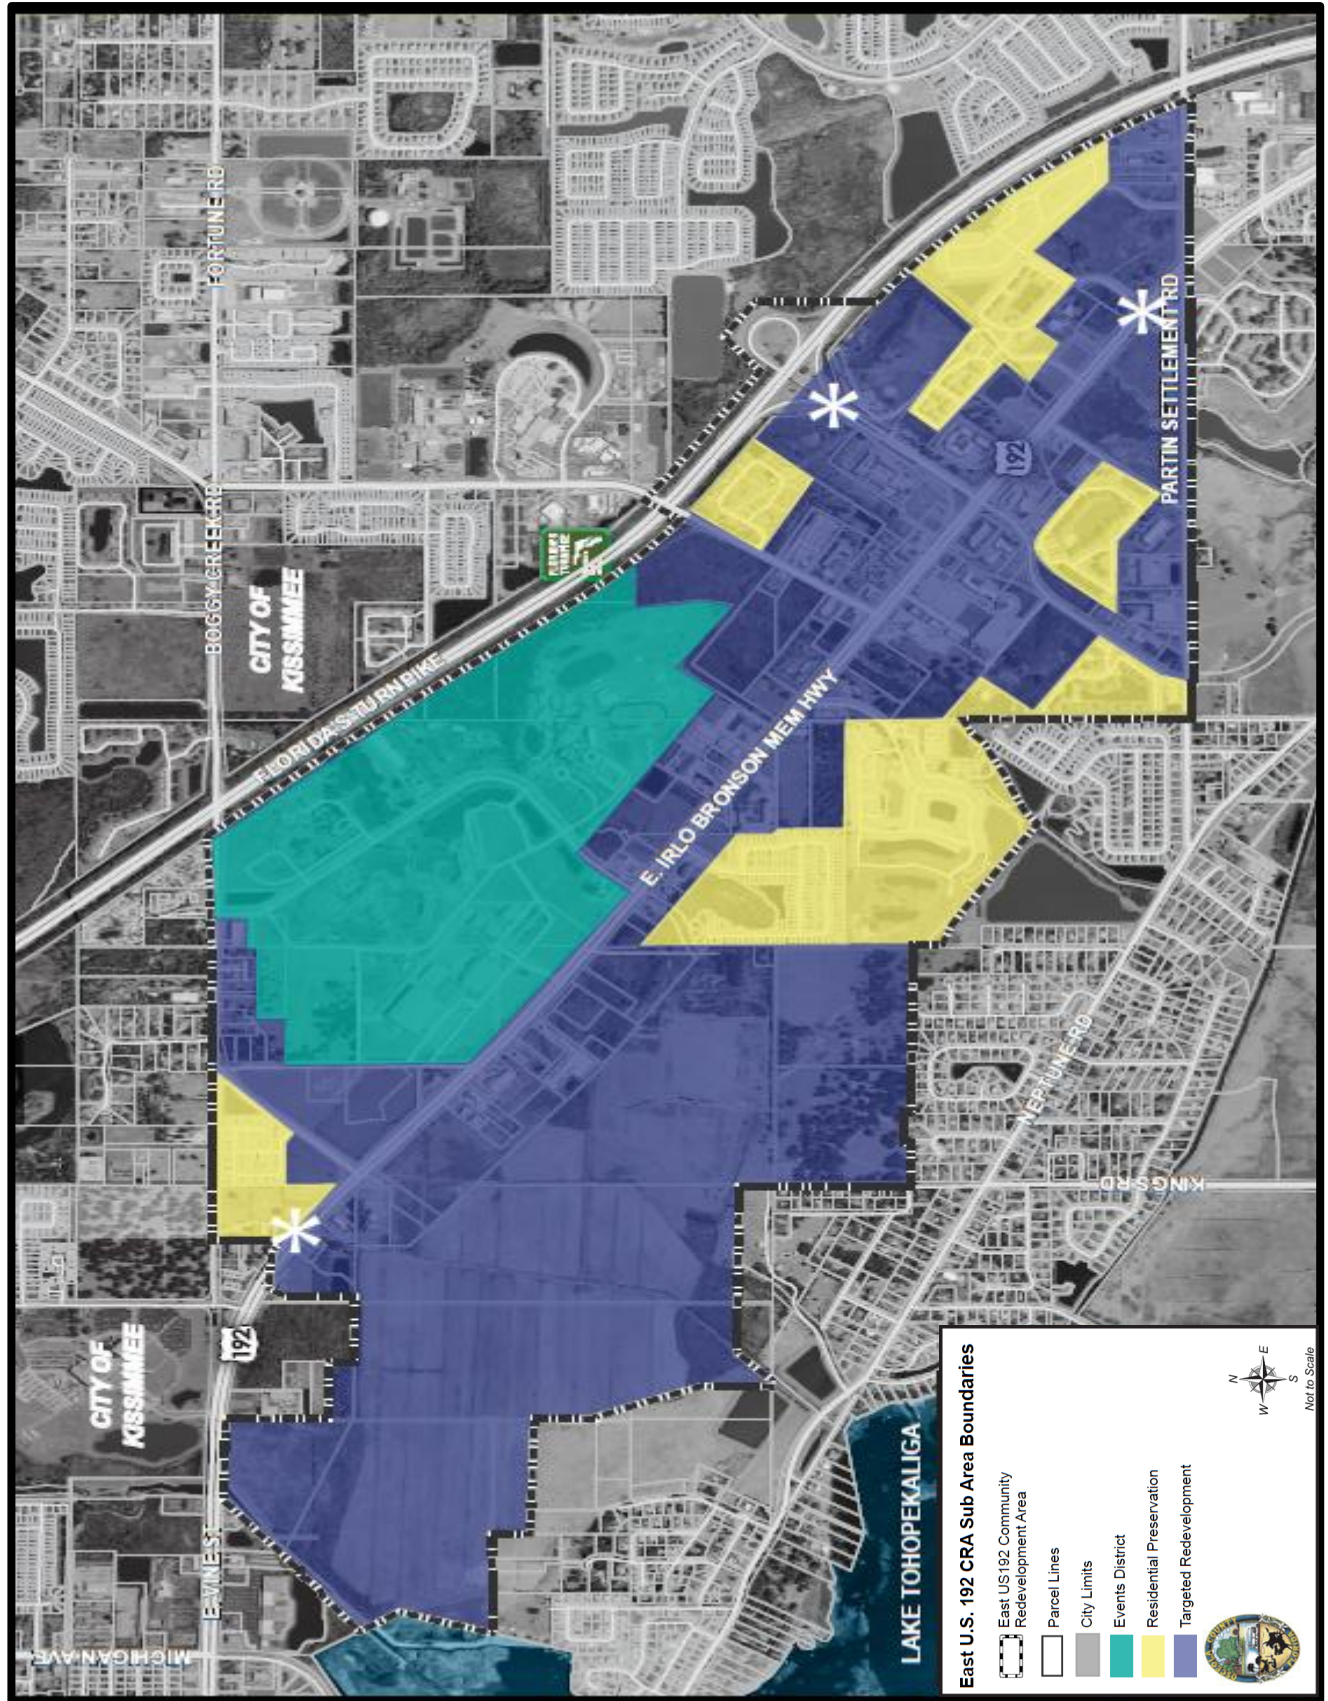 FORTUNE RD
BOGGY CREEK RD
CITY OF
KISSIMMEE
FLORIDA'S TURNPIKE
192
PARTIN SETTLEMENT RD
E. IRLO BRONSON MEM HWY
CITY OF
KISSIMMEE
192
E VINE ST
MICHIGAN AVE
NEPTUNE RD
KINGS RD
LAKE TOHOPEKALIGA
East U.S. 192 CRA Sub Area Boundaries
East US192 Community
Redevelopment Area
Parcel Lines
City Limits
Events District
Residential Preservation
Targeted Redevelopment
N
W
E
S
Not to Scale
OSCEOLA COUNTY